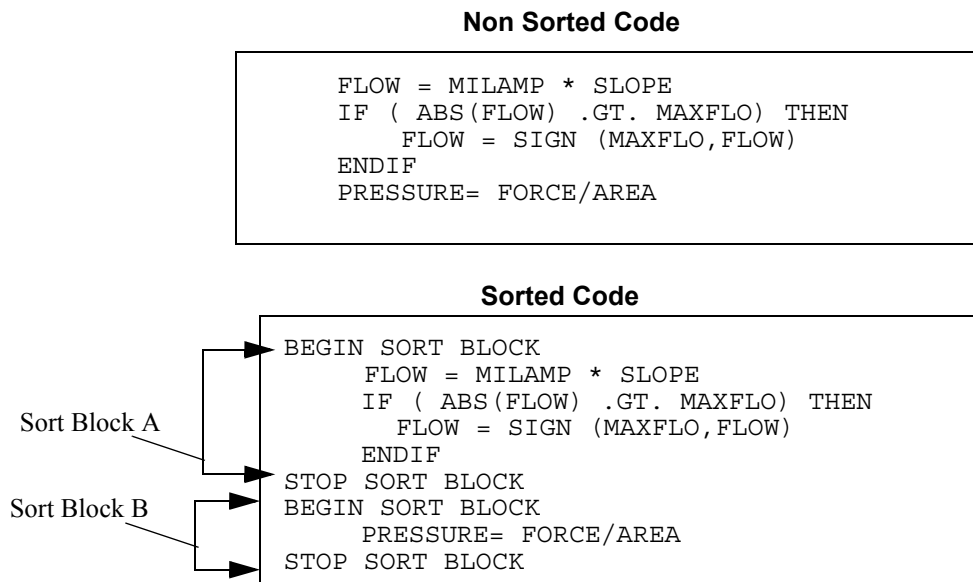 Non Sorted Code
FLOW = MILAMP * SLOPE
IF ( ABS(FLOW) .GT. MAXFLO) THEN
FLOW = SIGN (MAXFLO,FLOW)
ENDIF
PRESSURE= FORCE/AREA
Sorted Code
BEGIN SORT BLOCK
FLOW = MILAMP * SLOPE
IF ( ABS(FLOW) .GT. MAXFLO) THEN
FLOW = SIGN (MAXFLO,FLOW)
ENDIF
STOP SORT BLOCK
BEGIN SORT BLOCK
PRESSURE= FORCE/AREA
STOP SORT BLOCK
Sort Block A
Sort Block B